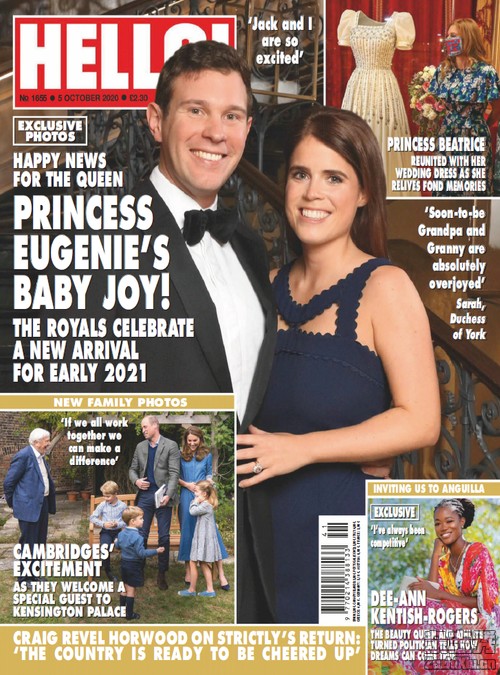 HELLO!
No 1655 • 5 OCTOBER 2020 • £2.30
'Jack and I
are so
excited'
EXCLUSIVE
PHOTOS
HAPPY NEWS
FOR THE QUEEN
PRINCESS
EUGENIE'S
BABY JOY!
THE ROYALS CELEBRATE
A NEW ARRIVAL
FOR EARLY 2021
PRINCESS BEATRICE
REUNITED WITH HER
WEDDING DRESS AS SHE
RELIVES FOND MEMORIES
'Soon-to-be
Grandpa and
Granny are
absolutely
overjoyed'
Sarah,
Duchess
of York
NEW FAMILY PHOTOS
'If we all work
together we
can make a
difference'
CAMBRIDGES'
EXCITEMENT
AS THEY WELCOME A
SPECIAL GUEST TO
KENSINGTON PALACE
41
9 770214 388133
INVITING US TO ANGUILLA
EXCLUSIVE
'I've always been
competitive'
DEE-ANN
KENTISH-ROGERS
THE BEAUTY QUEEN AND ATHLETE
TURNED POLITICIAN TELLS HOW
DREAMS CAN COME TRUE
CRAIG REVEL HORWOOD ON STRICTLY'S RETURN:
'THE COUNTRY IS READY TO BE CHEERED UP'